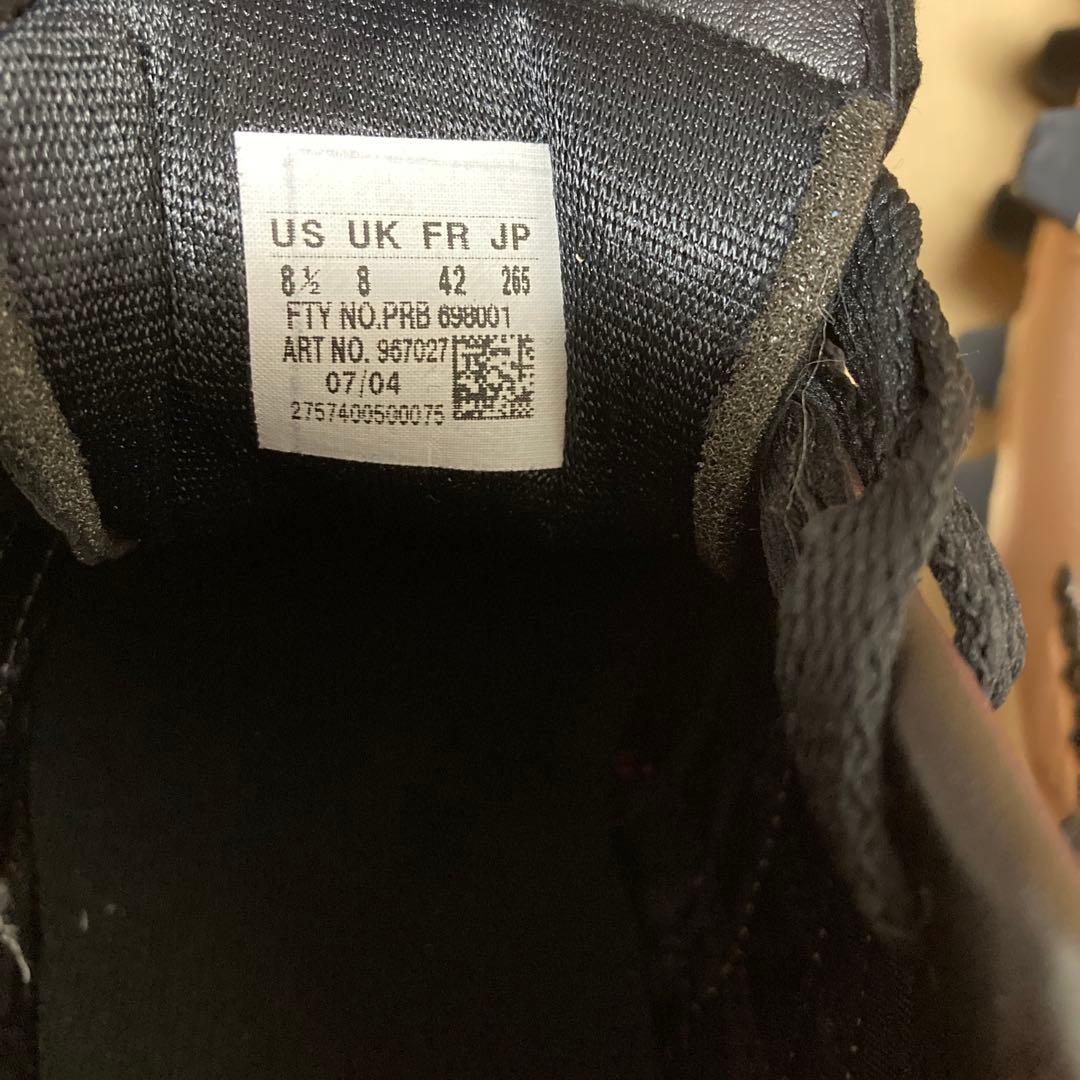 US UK FR JP
8½ 8 42 265
FTY NO.PRB 698001
ART NO. 967027
07/04
2757400500075